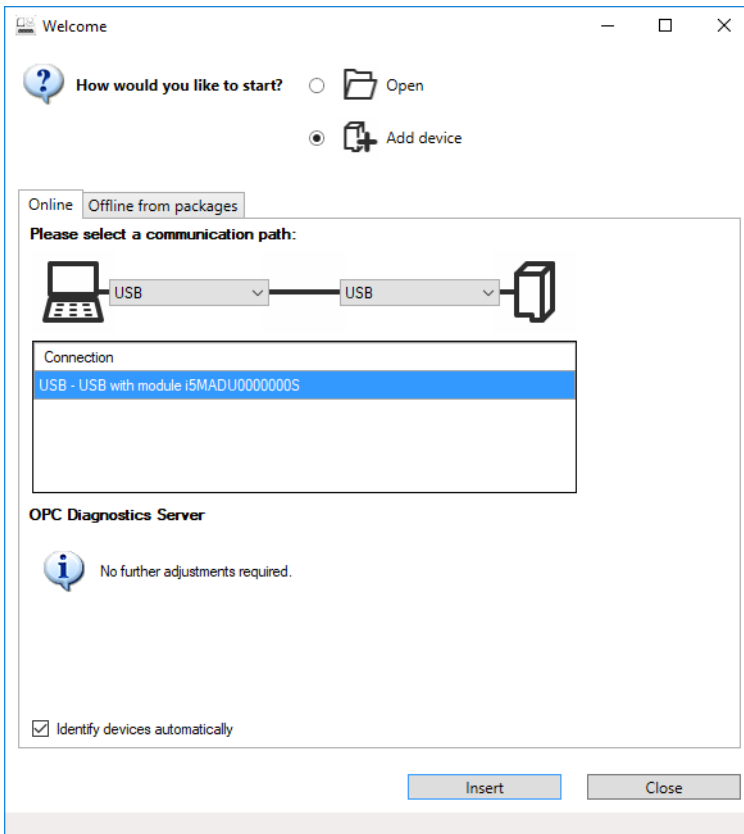 Welcome
How would you like to start?
Open
Add device
Online
Offline from packages
Please select a communication path:
USB
USB
Connection
USB - USB with module i5MADU0000000S
OPC Diagnostics Server
No further adjustments required.
Identify devices automatically
Insert
Close